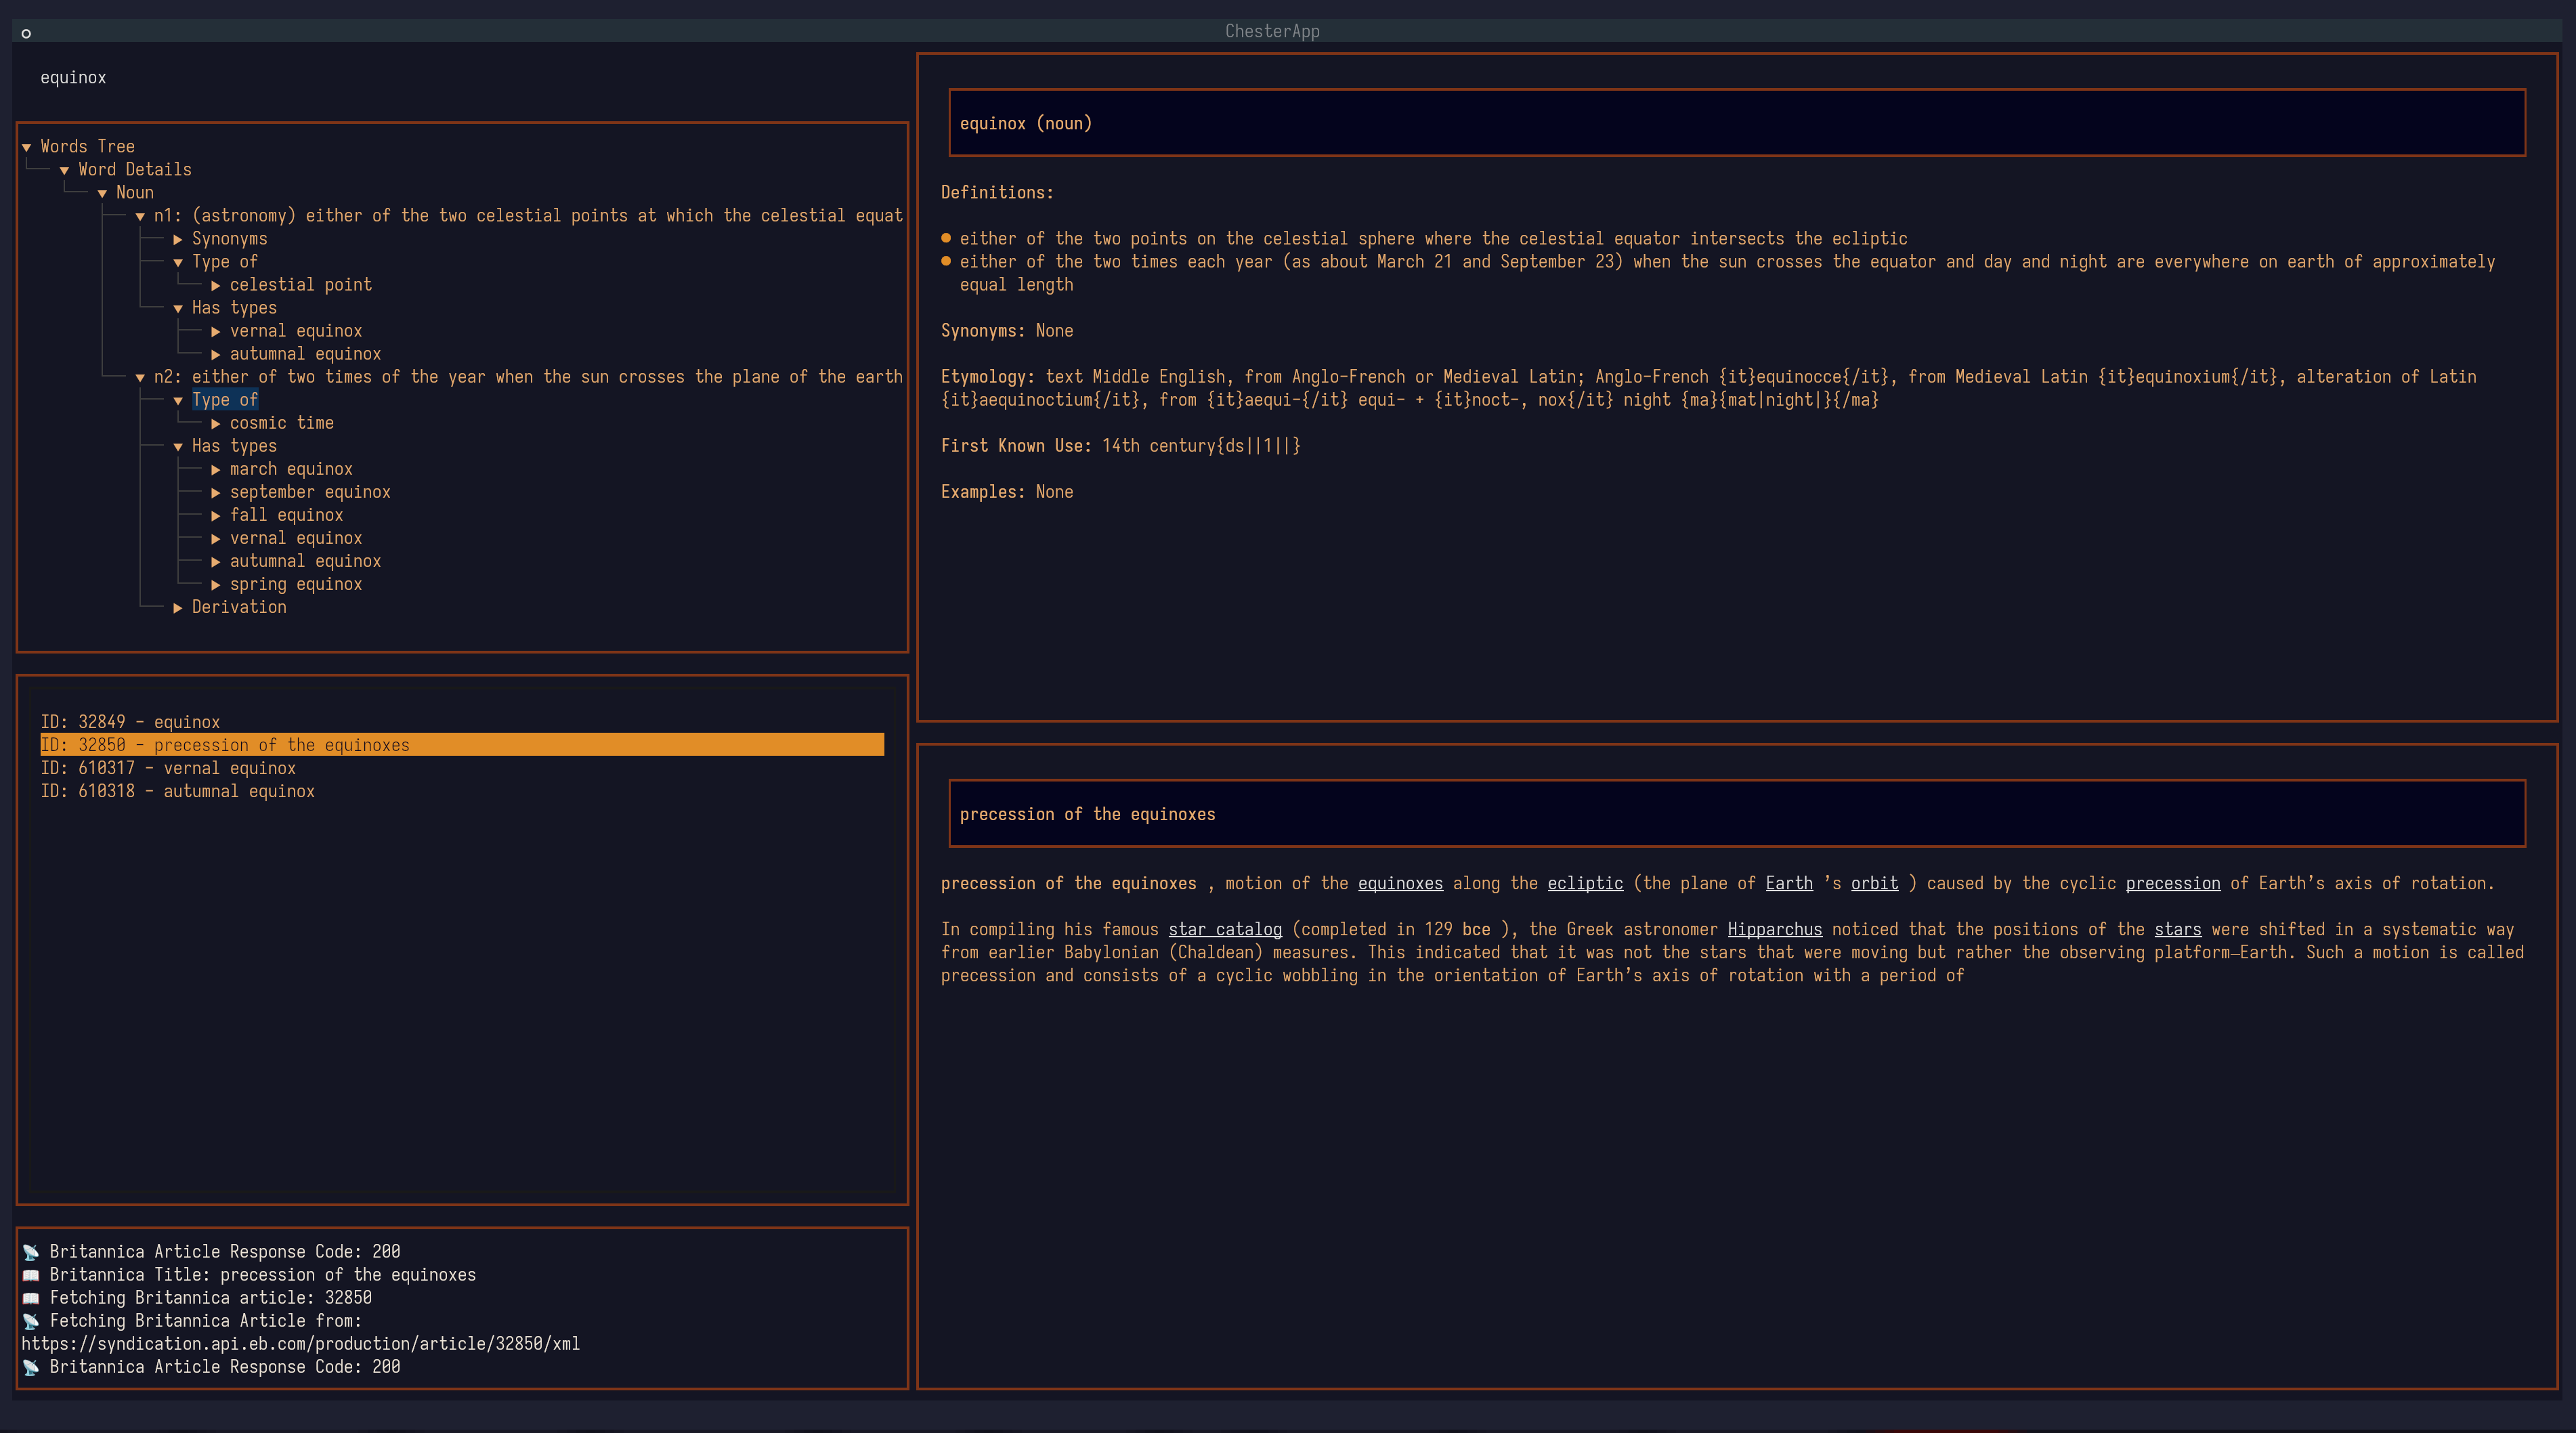 ChesterApp
equinox
▼ Words Tree
▼ Word Details
▼ Noun
▼ n1: (astronomy) either of the two celestial points at which the celestial equat
▶ Synonyms
▼ Type of
▶ celestial point
▼ Has types
▶ vernal equinox
▶ autumnal equinox
▼ n2: either of two times of the year when the sun crosses the plane of the earth
▼ Type of
▶ cosmic time
▼ Has types
▶ march equinox
▶ september equinox
▶ fall equinox
▶ vernal equinox
▶ autumnal equinox
▶ spring equinox
▶ Derivation
ID: 32849 - equinox
ID: 32850 - precession of the equinoxes
ID: 610317 - vernal equinox
ID: 610318 - autumnal equinox
📡 Britannica Article Response Code: 200
📖 Britannica Title: precession of the equinoxes
📖 Fetching Britannica article: 32850
📡 Fetching Britannica Article from:
https://syndication.api.eb.com/production/article/32850/xml
📡 Britannica Article Response Code: 200
equinox (noun)
Definitions:
● either of the two points on the celestial sphere where the celestial equator intersects the ecliptic
● either of the two times each year (as about March 21 and September 23) when the sun crosses the equator and day and night are everywhere on earth of approximately
equal length
Synonyms: None
Etymology: text Middle English, from Anglo-French or Medieval Latin; Anglo-French {it}equinocce{/it}, from Medieval Latin {it}equinoxium{/it}, alteration of Latin
{it}aequinoctium{/it}, from {it}aequi-{/it} equi- + {it}noct-, nox{/it} night {ma}{mat|night|}{/ma}
First Known Use: 14th century{ds||1||}
Examples: None
precession of the equinoxes
precession of the equinoxes , motion of the equinoxes along the ecliptic (the plane of Earth ’s orbit ) caused by the cyclic precession of Earth’s axis of rotation.
In compiling his famous star catalog (completed in 129 bce ), the Greek astronomer Hipparchus noticed that the positions of the stars were shifted in a systematic way
from earlier Babylonian (Chaldean) measures. This indicated that it was not the stars that were moving but rather the observing platform—Earth. Such a motion is called
precession and consists of a cyclic wobbling in the orientation of Earth’s axis of rotation with a period of